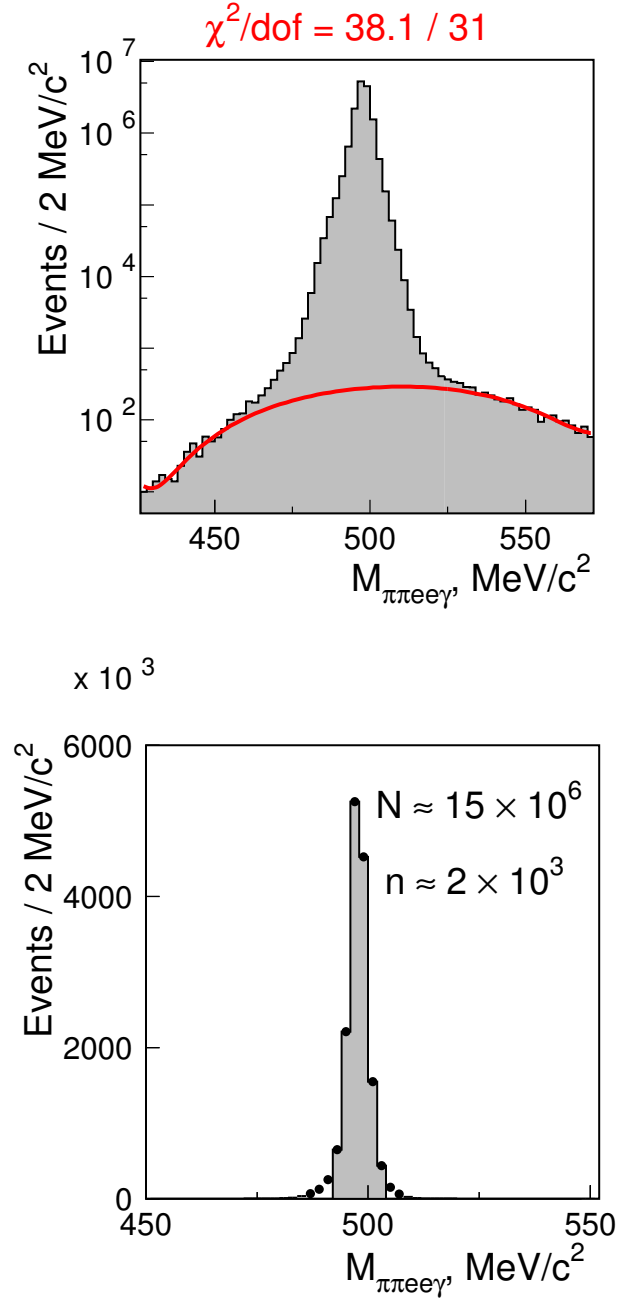 χ²/dof = 38.1 / 31
Events / 2 MeV/c²
10⁷
10⁶
10⁴
10²
450 500 550
M_ππeeγ, MeV/c²
x 10³
Events / 2 MeV/c²
6000
4000
2000
0
N ≈ 15 × 10⁶
n ≈ 2 × 10³
450 500 550
M_ππeeγ, MeV/c²